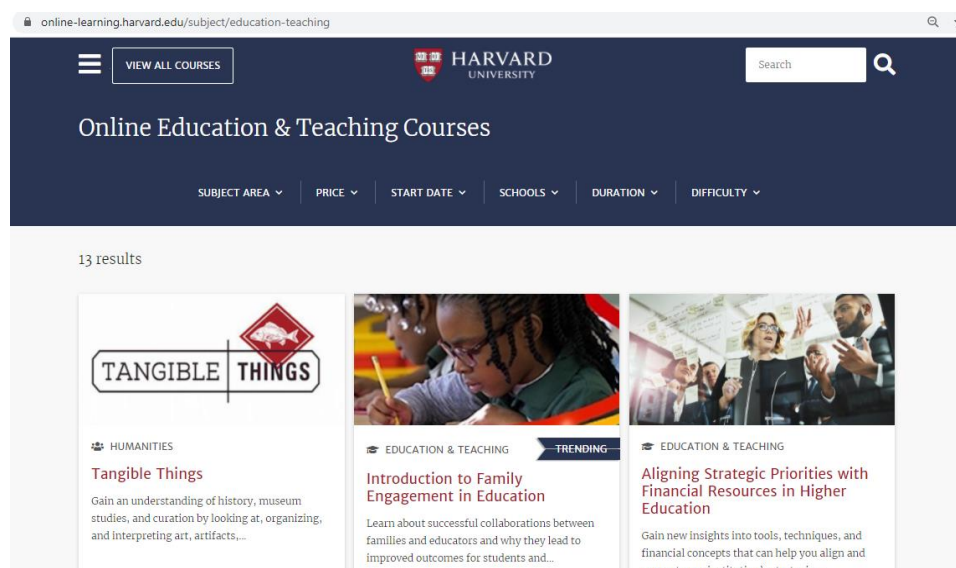 online-learning.harvard.edu/subject/education-teaching
VIEW ALL COURSES
HARVARD
UNIVERSITY
Search
Online Education & Teaching Courses
SUBJECT AREA
PRICE
START DATE
SCHOOLS
DURATION
DIFFICULTY
13 results
TANGIBLE THINGS
HUMANITIES
Tangible Things
Gain an understanding of history, museum
studies, and curation by looking at, organizing,
and interpreting art, artifacts,...
EDUCATION & TEACHING
TRENDING
Introduction to Family
Engagement in Education
Learn about successful collaborations between
families and educators and why they lead to
improved outcomes for students and...
EDUCATION & TEACHING
Aligning Strategic Priorities with
Financial Resources in Higher
Education
Gain new insights into tools, techniques, and
financial concepts that can help you align and